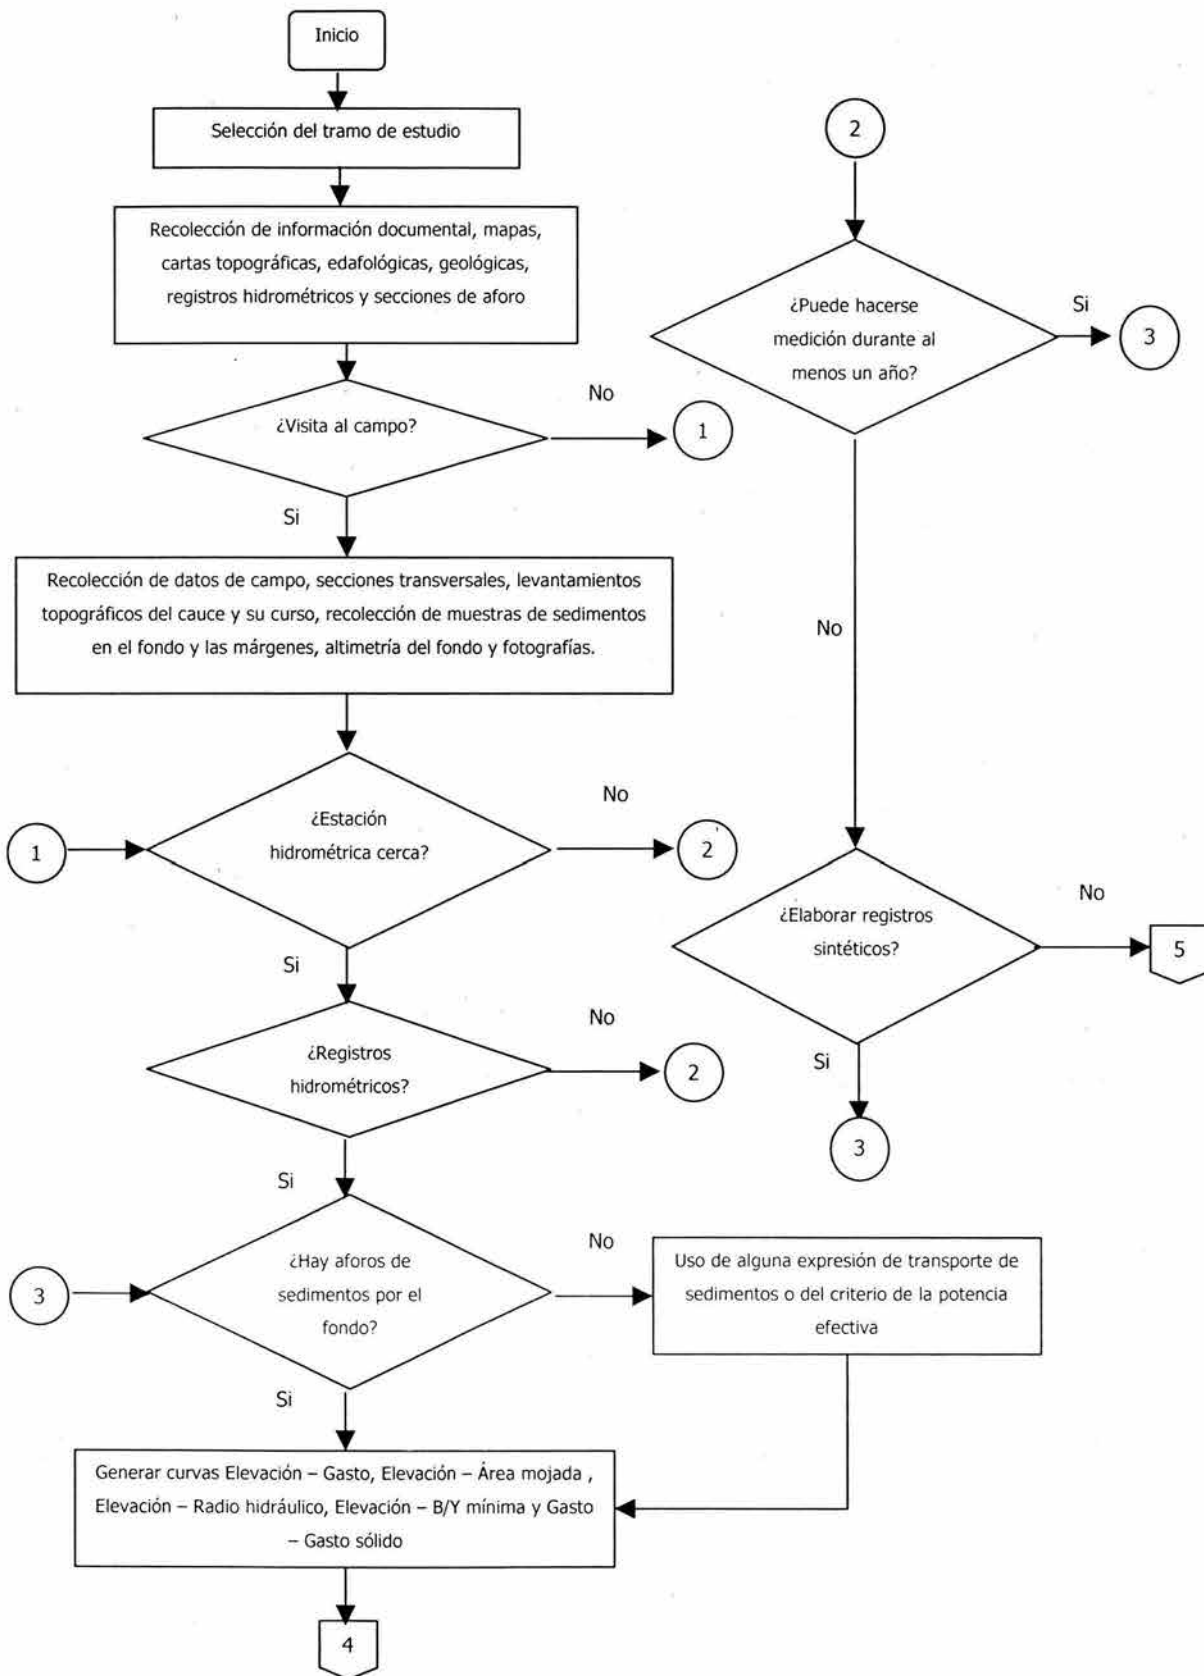 Inicio
Selección del tramo de estudio
Recolección de información documental, mapas,
cartas topográficas, edafológicas, geológicas,
registros hidrométricos y secciones de aforo
¿Visita al campo?
No
1
Si
Recolección de datos de campo, secciones transversales, levantamientos
topográficos del cauce y su curso, recolección de muestras de sedimentos
en el fondo y las márgenes, altimetría del fondo y fotografías.
1
¿Estación
hidrométrica cerca?
No
2
Si
¿Registros
hidrométricos?
No
2
Si
3
¿Hay aforos de
sedimentos por el
fondo?
No
Uso de alguna expresión de transporte de
sedimentos o del criterio de la potencia
efectiva
Si
Generar curvas Elevación – Gasto, Elevación – Área mojada ,
Elevación – Radio hidráulico, Elevación – B/Y mínima y Gasto
– Gasto sólido
4
2
¿Puede hacerse
medición durante al
menos un año?
Si
3
No
¿Elaborar registros
sintéticos?
No
5
Si
3